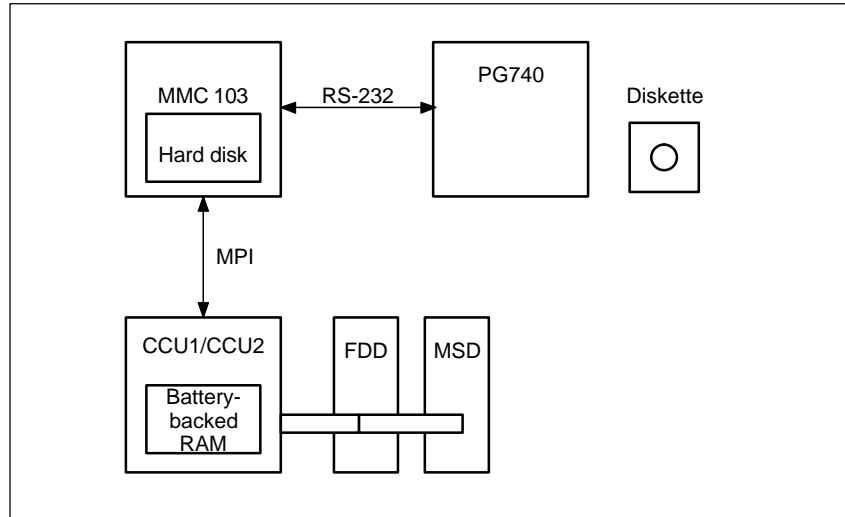 MMC 103
Hard disk
RS-232
PG740
Diskette
MPI
CCU1/CCU2
Battery-
backed
RAM
FDD
MSD